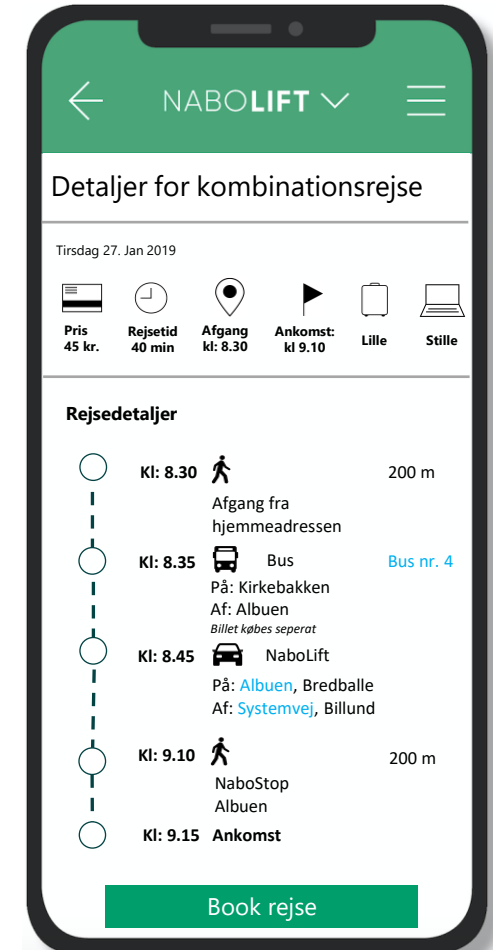 NABOLIFT
Detaljer for kombinationsrejse
Tirsdag 27. Jan 2019
Pris
45 kr.
Rejsetid
40 min
Afgang
kl: 8.30
Ankomst:
kl 9.10
Lille
Stille
Rejsedetaljer
Kl: 8.30 200 m
Afgang fra
hjemmeadressen
Kl: 8.35 Bus Bus nr. 4
På: Kirkebakken
Af: Albuen
Billet købes seperat
Kl: 8.45 NaboLift
På: Albuen, Bredballe
Af: Systemvej, Billund
Kl: 9.10 200 m
NaboStop
Albuen
Kl: 9.15 Ankomst
Book rejse